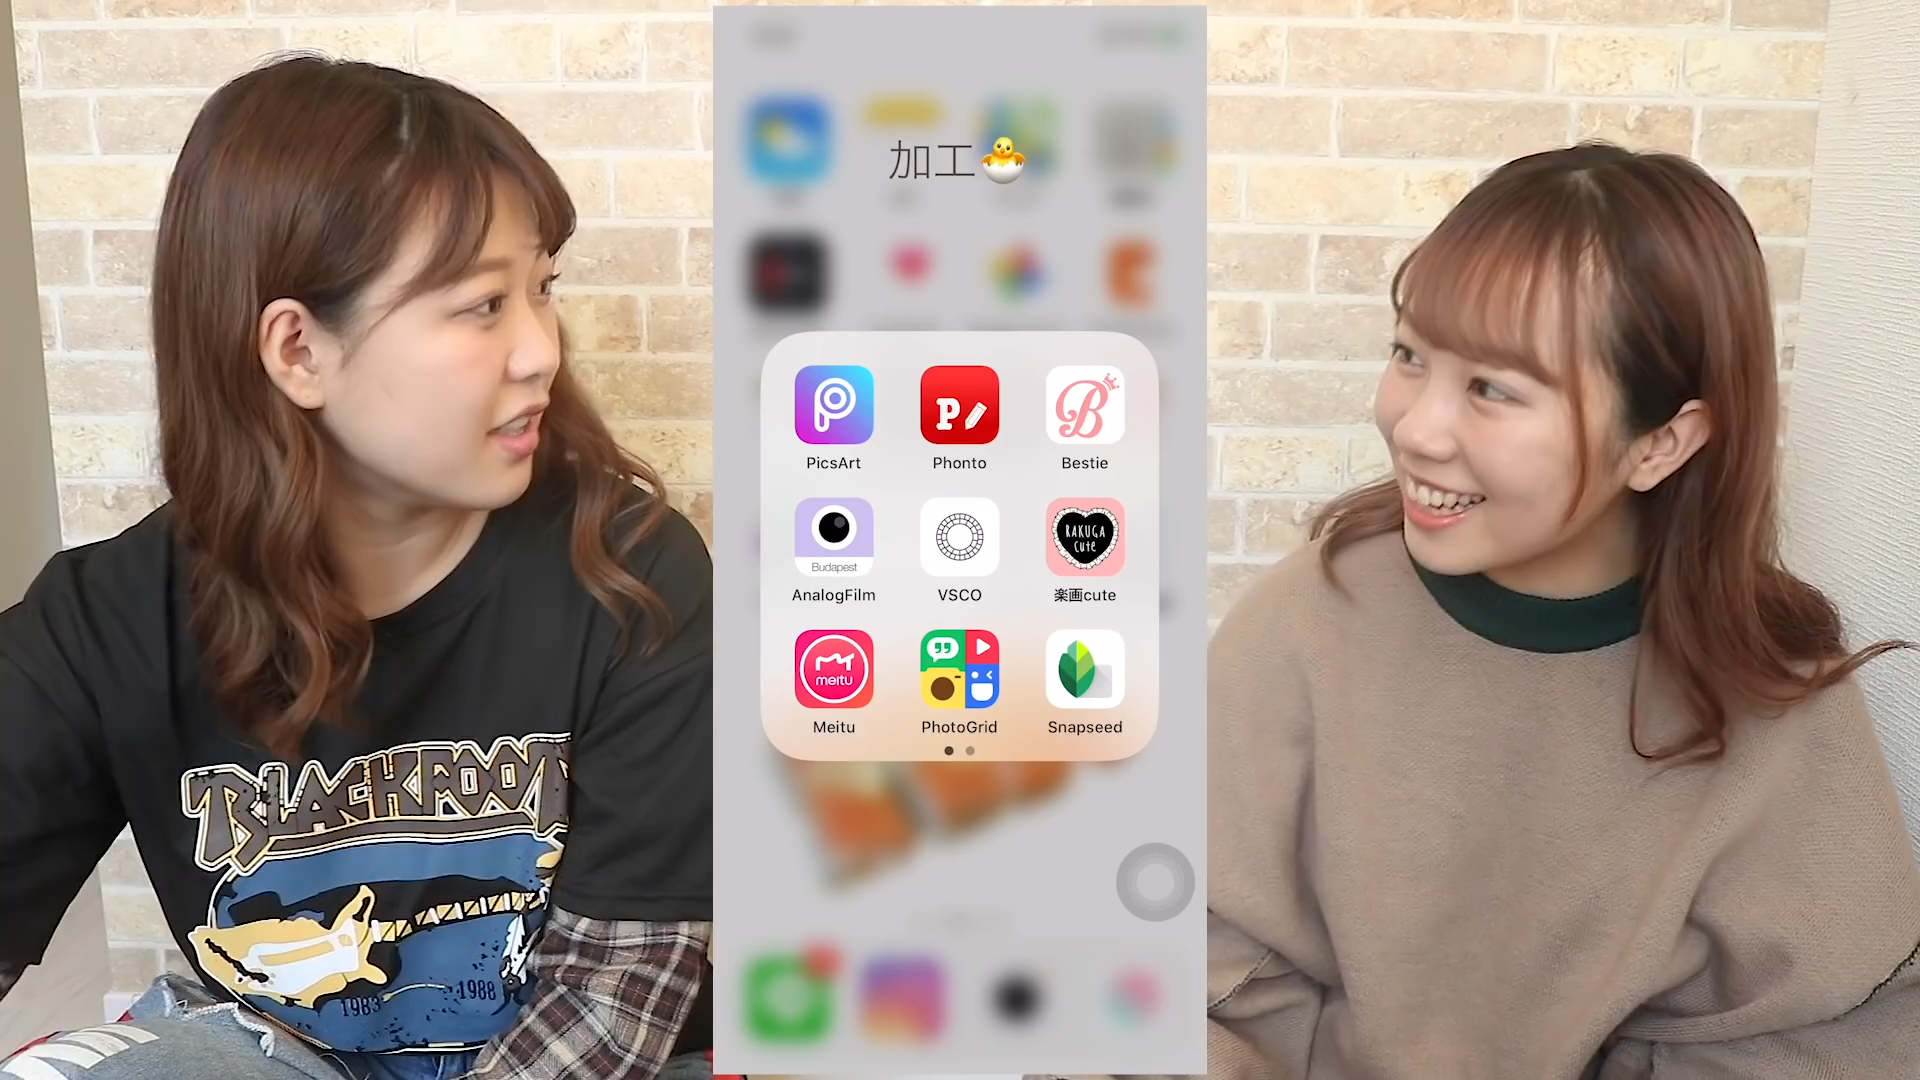 加工🐣
PicsArt
Phonto
Bestie
Budapest
AnalogFilm
VSCO
RAKUGA
cute
楽画cute
meitu
Meitu
PhotoGrid
Snapseed
BLACKFOOT
1983
1988